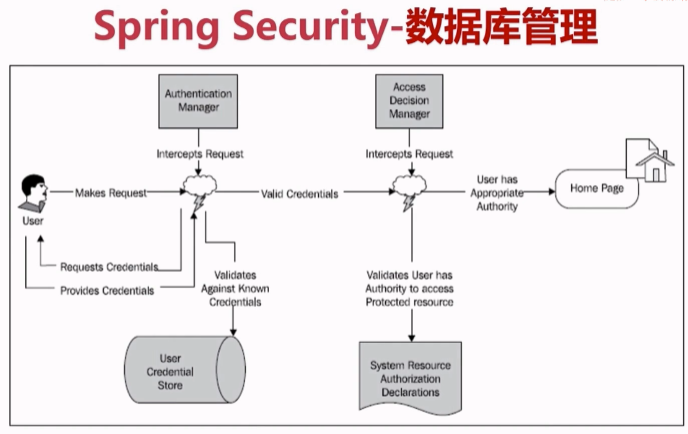 Spring Security-数据库管理
Authentication
Manager
Access
Decision
Manager
Intercepts Request
Intercepts Request
User
Makes Request
Valid Credentials
User has
Appropriate
Authority
Home Page
Requests Credentials
Provides Credentials
Validates
Against Known
Credentials
Validates User has
Authority to access
Protected resource
User
Credential
Store
System Resource
Authorization
Declarations